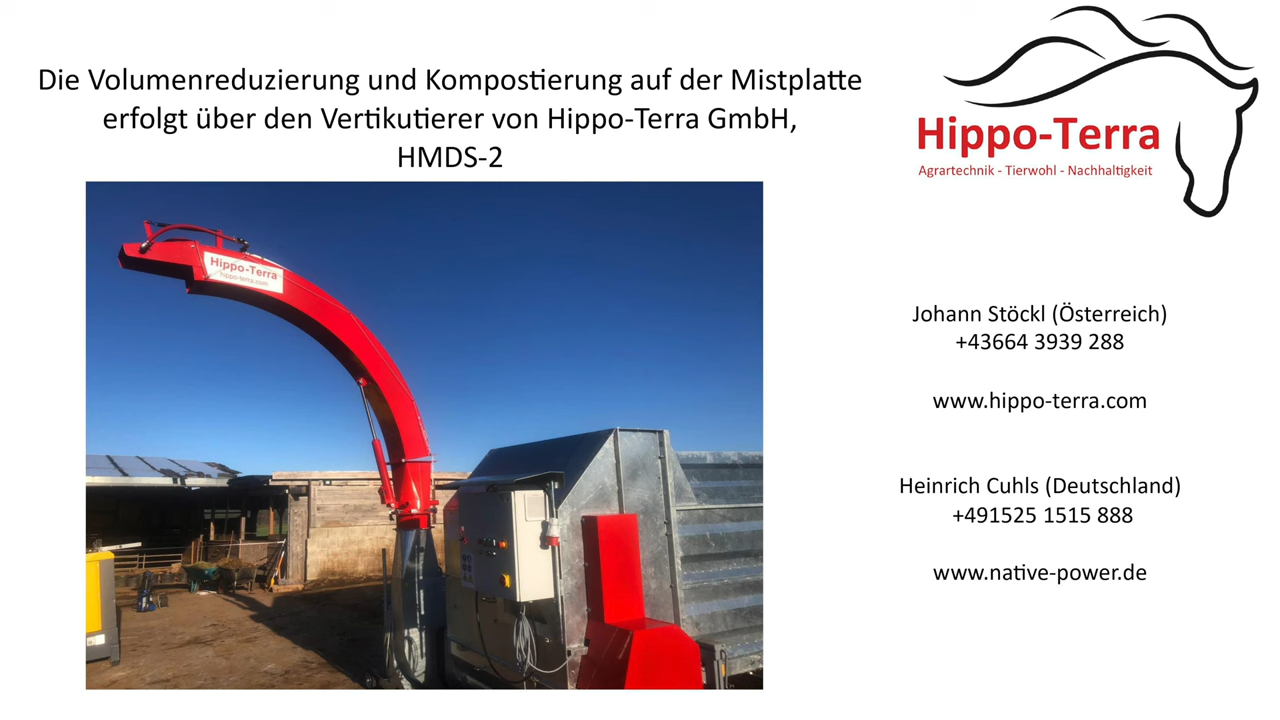 Die Volumenreduzierung und Kompostierung auf der Mistplatte
erfolgt über den Vertikutierer von Hippo-Terra GmbH,
HMDS-2
Hippo-Terra
Agrartechnik - Tierwohl - Nachhaltigkeit
Hippo-Terra
hippo-terra.com
Johann Stöckl (Österreich)
+43664 3939 288
www.hippo-terra.com
Heinrich Cuhls (Deutschland)
+491525 1515 888
www.native-power.de